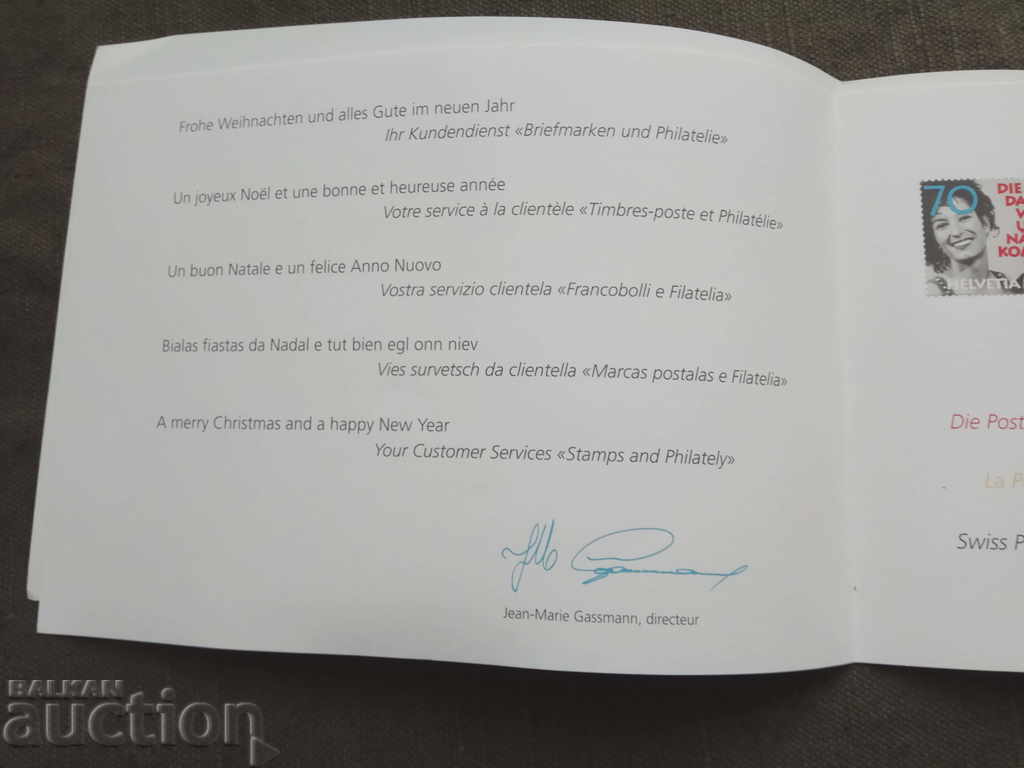 Frohe Weihnachten und alles Gute im neuen Jahr
Ihr Kundendienst «Briefmarken und Philatelie»
Un joyeux Noël et une bonne et heureuse année
Votre service à la clientèle «Timbres-poste et Philatélie»
Un buon Natale e un felice Anno Nuovo
Vostra servizio clientela «Francobolli e Filatelia»
Bialas fiastas da Nadal e tut bien egl onn niev
Vies survetsch da clientella «Marcas postalas e Filatelia»
A merry Christmas and a happy New Year
Your Customer Services «Stamps and Philately»
Jean-Marie Gassmann, directeur
70
DIE
DA
HELVETIA
Die Post
La
Swiss
BALKAN
auction